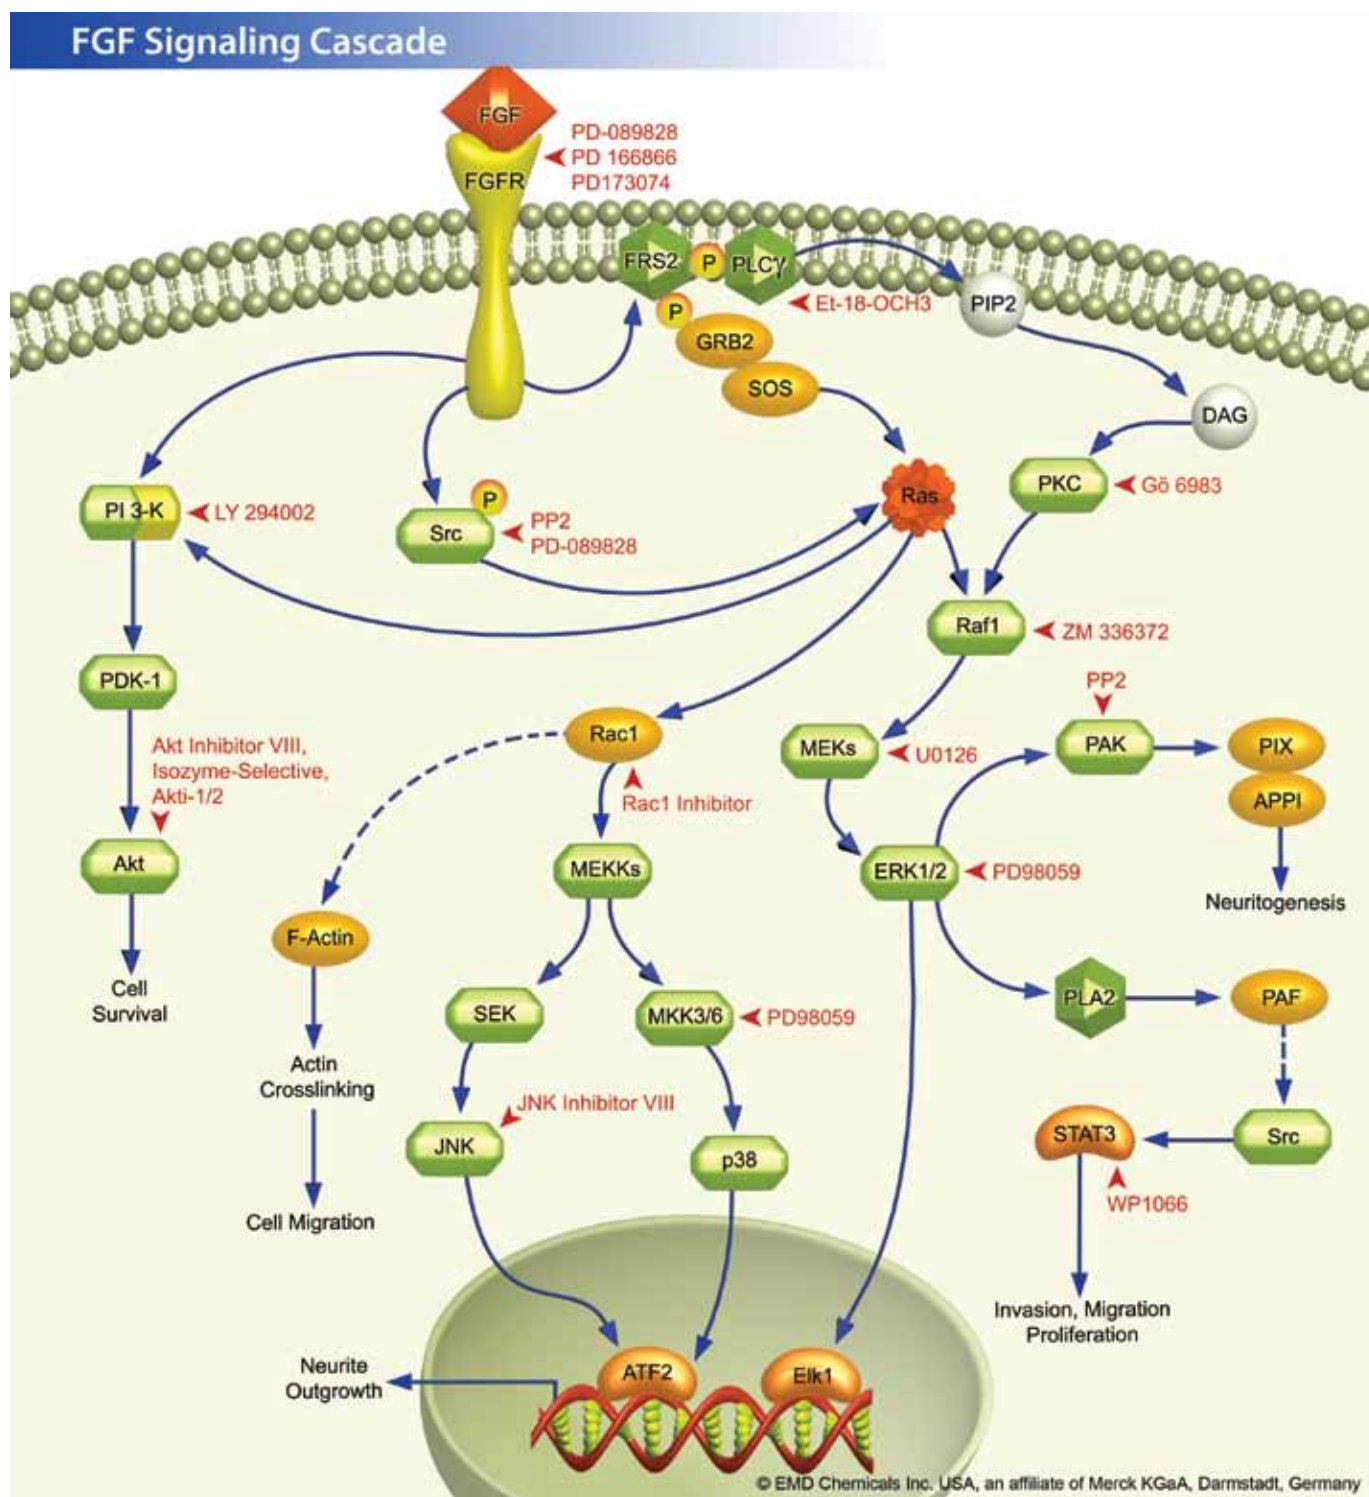 FGF Signaling Cascade
FGF
PD-089828
PD 166866
PD173074
FGFR
FRS2
P
PLCγ
Et-18-OCH3
PIP2
P
GRB2
SOS
DAG
PI 3-K
LY 294002
P
Src
PP2
PD-089828
Ras
PKC
Gö 6983
Raf1
ZM 336372
PDK-1
PP2
Rac1
MEKs
U0126
PAK
PIX
Akt Inhibitor VIII,
Isozyme-Selective,
Akti-1/2
Rac1 Inhibitor
APPI
Akt
MEKKs
ERK1/2
PD98059
Neuritogenesis
F-Actin
Cell
Survival
SEK
MKK3/6
PD98059
PLA2
PAF
Actin
Crosslinking
JNK Inhibitor VIII
JNK
p38
STAT3
Src
WP1066
Cell Migration
Invasion, Migration
Proliferation
Neurite
Outgrowth
ATF2
Elk1
© EMD Chemicals Inc. USA, an affiliate of Merck KGaA, Darmstadt, Germany